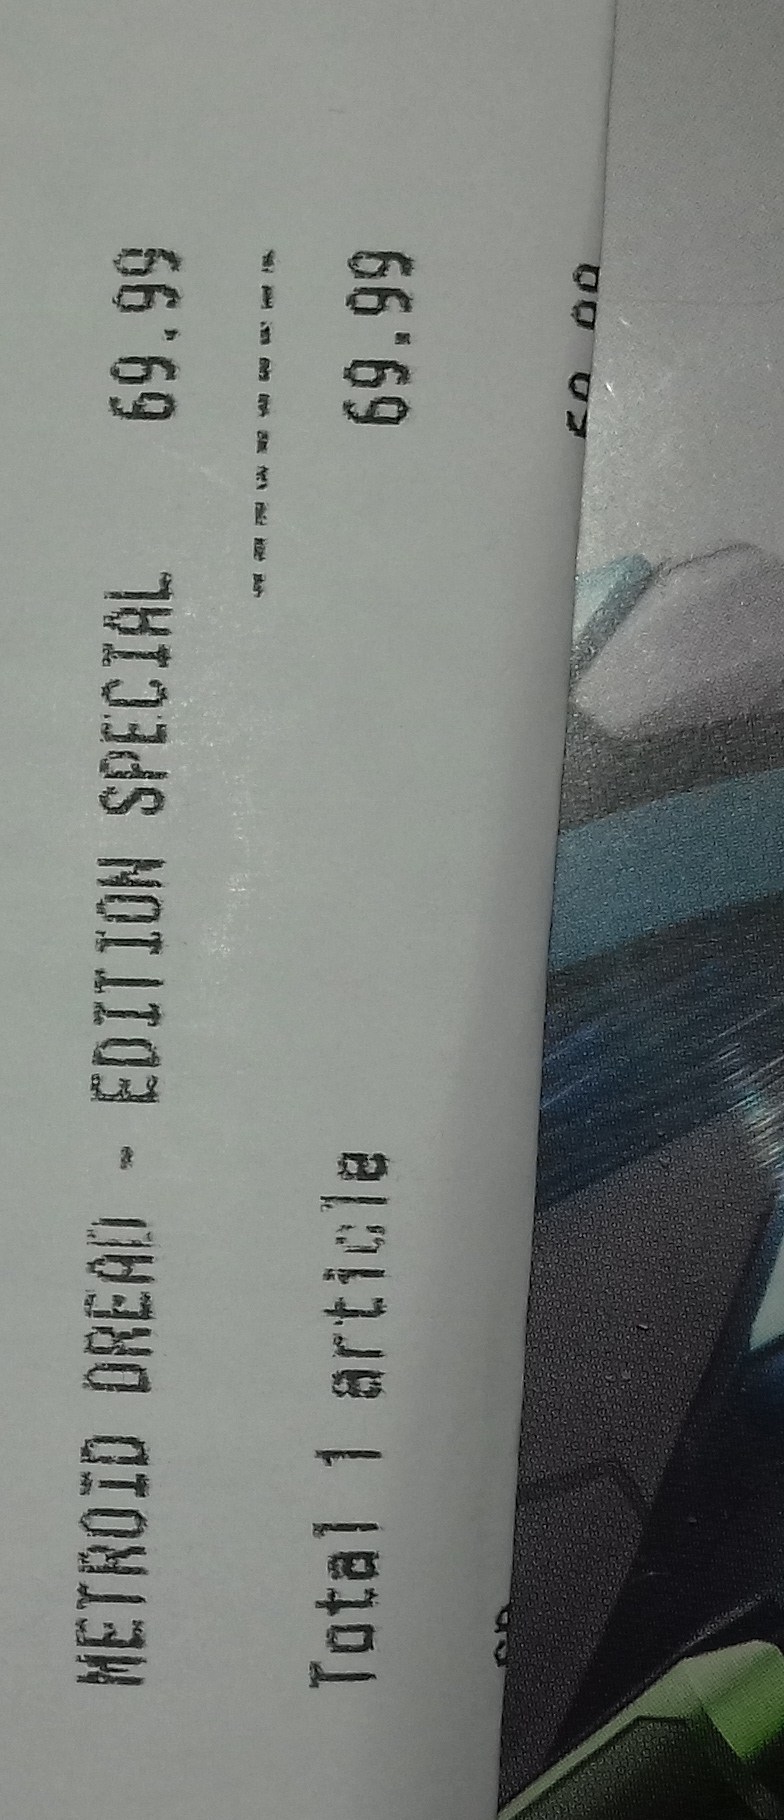 METROID DREAD - EDITION SPECIAL 69.99
----------
Total 1 article 69.99